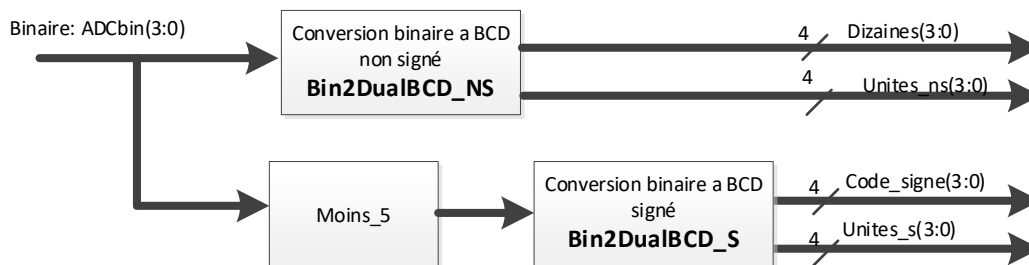 Binaire: ADCbin(3:0)
Conversion binaire a BCD
non signé
Bin2DualBCD_NS
4
Dizaines(3:0)
4
Unites_ns(3:0)
Moins_5
Conversion binaire a BCD
signé
Bin2DualBCD_S
4
Code_signe(3:0)
4
Unites_s(3:0)